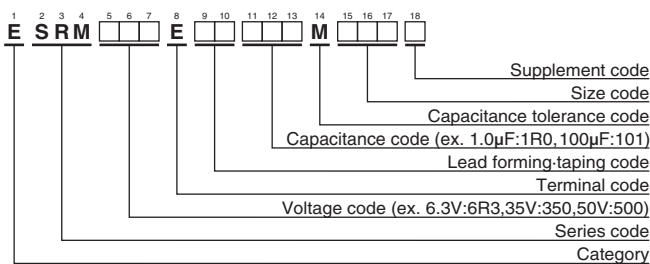 1 2 3 4 5 6 7 8 9 10 11 12 13 14 15 16 17 18
E S R M E M
Supplement code
Size code
Capacitance tolerance code
Capacitance code (ex. 1.0μF:1R0,100μF:101)
Lead forming·taping code
Terminal code
Voltage code (ex. 6.3V:6R3,35V:350,50V:500)
Series code
Category